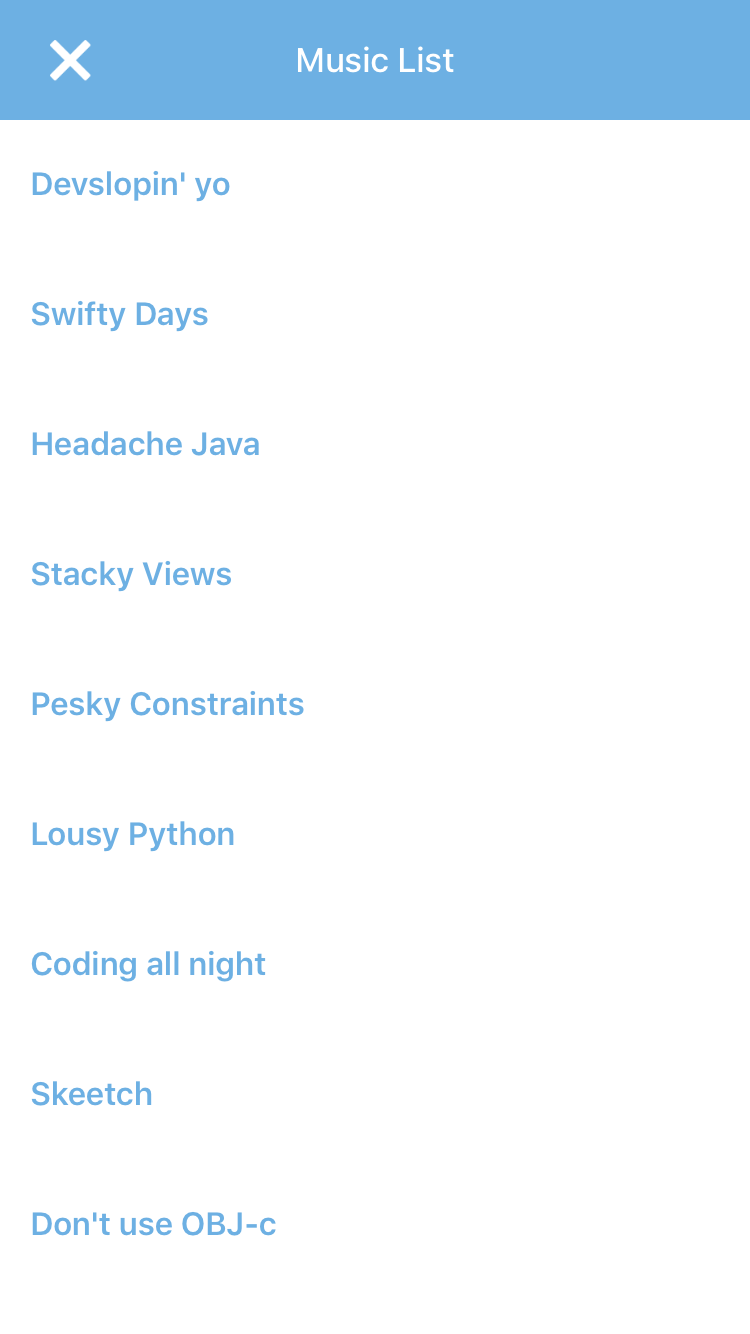 Music List
Devslopin' yo
Swifty Days
Headache Java
Stacky Views
Pesky Constraints
Lousy Python
Coding all night
Skeetch
Don't use OBJ-c